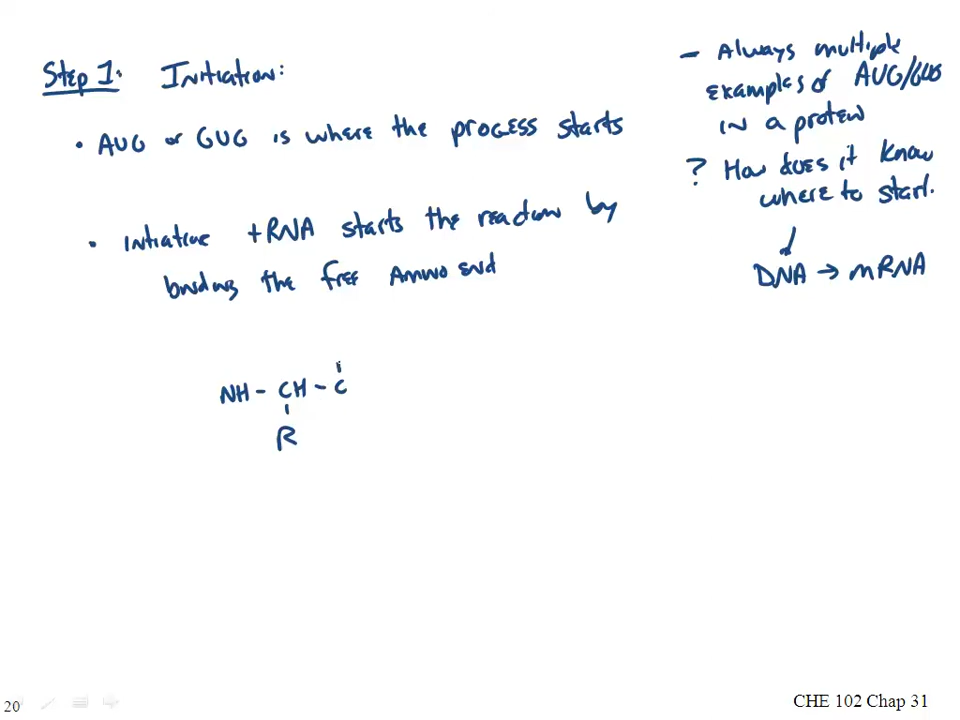 Step 1: Initiation:
• AUG or GUG is where the process starts
• initiative tRNA starts the reaction by
binding the free Amino end
NH - CH - C
R
- Always multiple
examples of AUG/GUG
in a protein
? How does it know
where to start.
DNA → mRNA
20
CHE 102 Chap 31